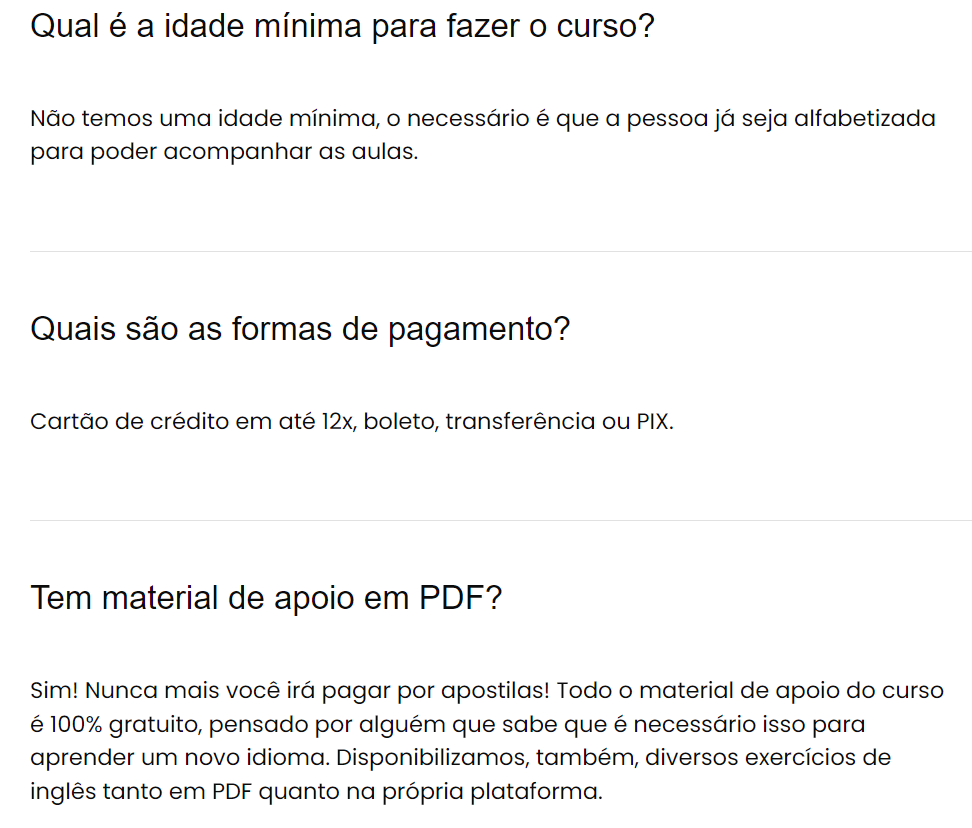 Qual é a idade mínima para fazer o curso?
Não temos uma idade mínima, o necessário é que a pessoa já seja alfabetizada
para poder acompanhar as aulas.
Quais são as formas de pagamento?
Cartão de crédito em até 12x, boleto, transferência ou PIX.
Tem material de apoio em PDF?
Sim! Nunca mais você irá pagar por apostilas! Todo o material de apoio do curso
é 100% gratuito, pensado por alguém que sabe que é necessário isso para
aprender um novo idioma. Disponibilizamos, também, diversos exercícios de
inglês tanto em PDF quanto na própria plataforma.